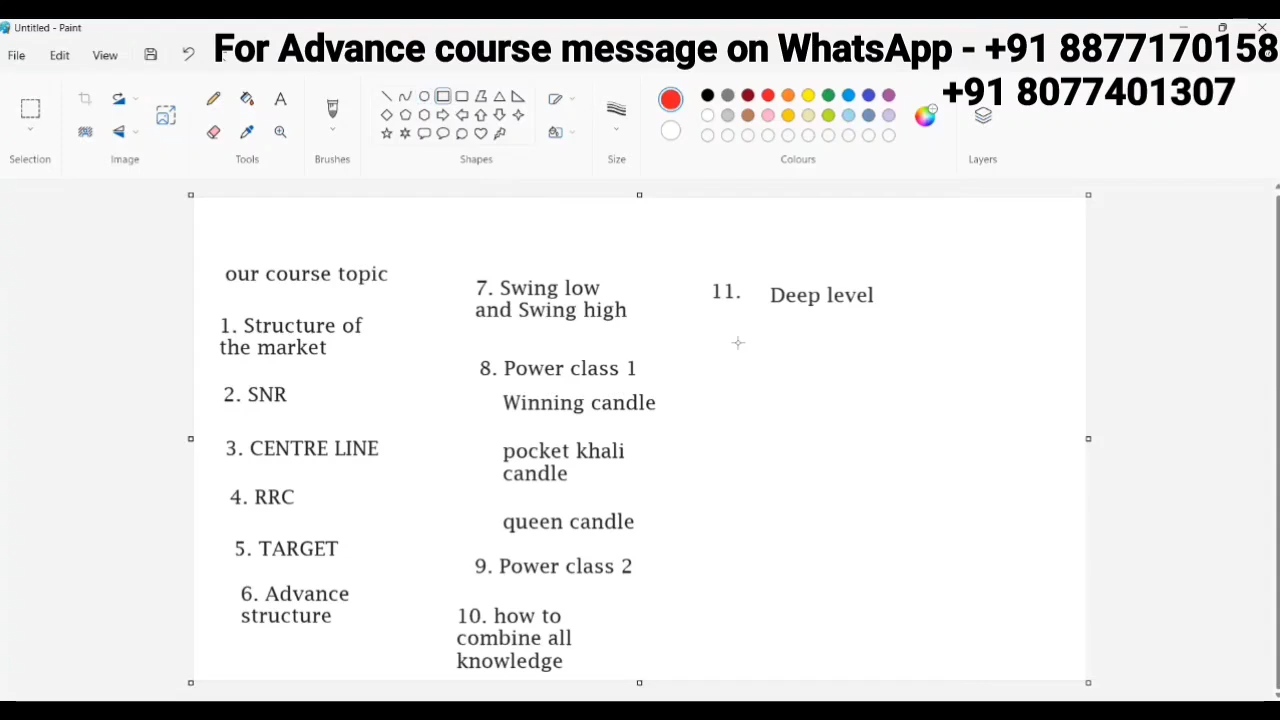 Untitled - Paint
For Advance course message on WhatsApp - +91 8877170158
+91 8077401307
File
Edit
View
Selection
Image
Tools
Brushes
Shapes
Size
Colours
Layers
our course topic
1. Structure of
the market
2. SNR
3. CENTRE LINE
4. RRC
5. TARGET
6. Advance
structure
7. Swing low
and Swing high
8. Power class 1
Winning candle
pocket khali
candle
queen candle
9. Power class 2
10. how to
combine all
knowledge
11. Deep level